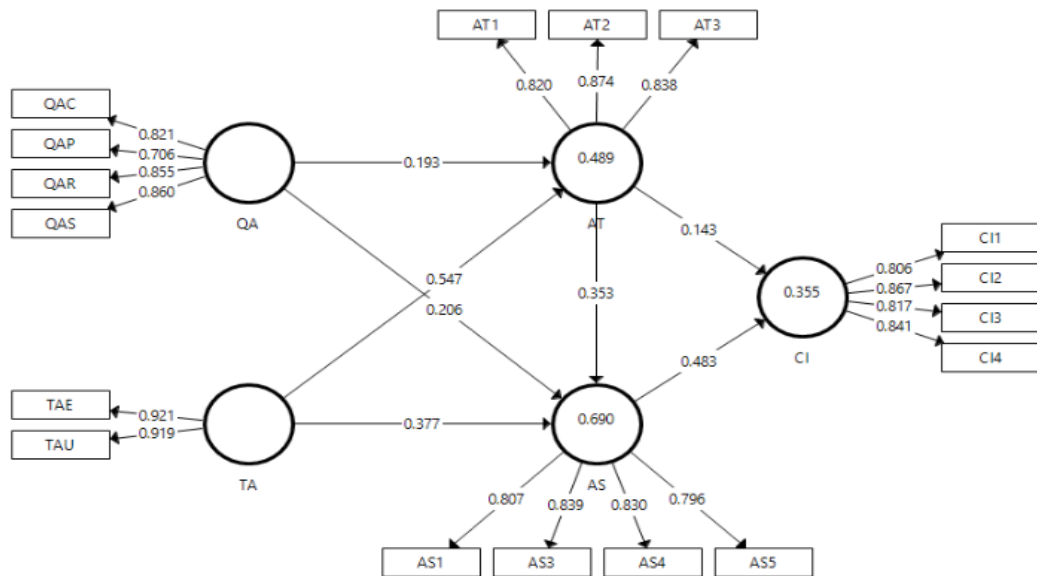 AT1 AT2 AT3
0.820 0.874 0.838
QAC
QAP
QAR
QAS
0.821
0.706
0.855
0.860
QA
0.193
0.489
AT
0.547
0.206
0.353
0.143
0.483
0.355
CI
0.806
0.867
0.817
0.841
CI1
CI2
CI3
CI4
TAE
TAU
0.921
0.919
TA
0.377
0.690
AS
0.807 0.839 0.830 0.796
AS1 AS3 AS4 AS5